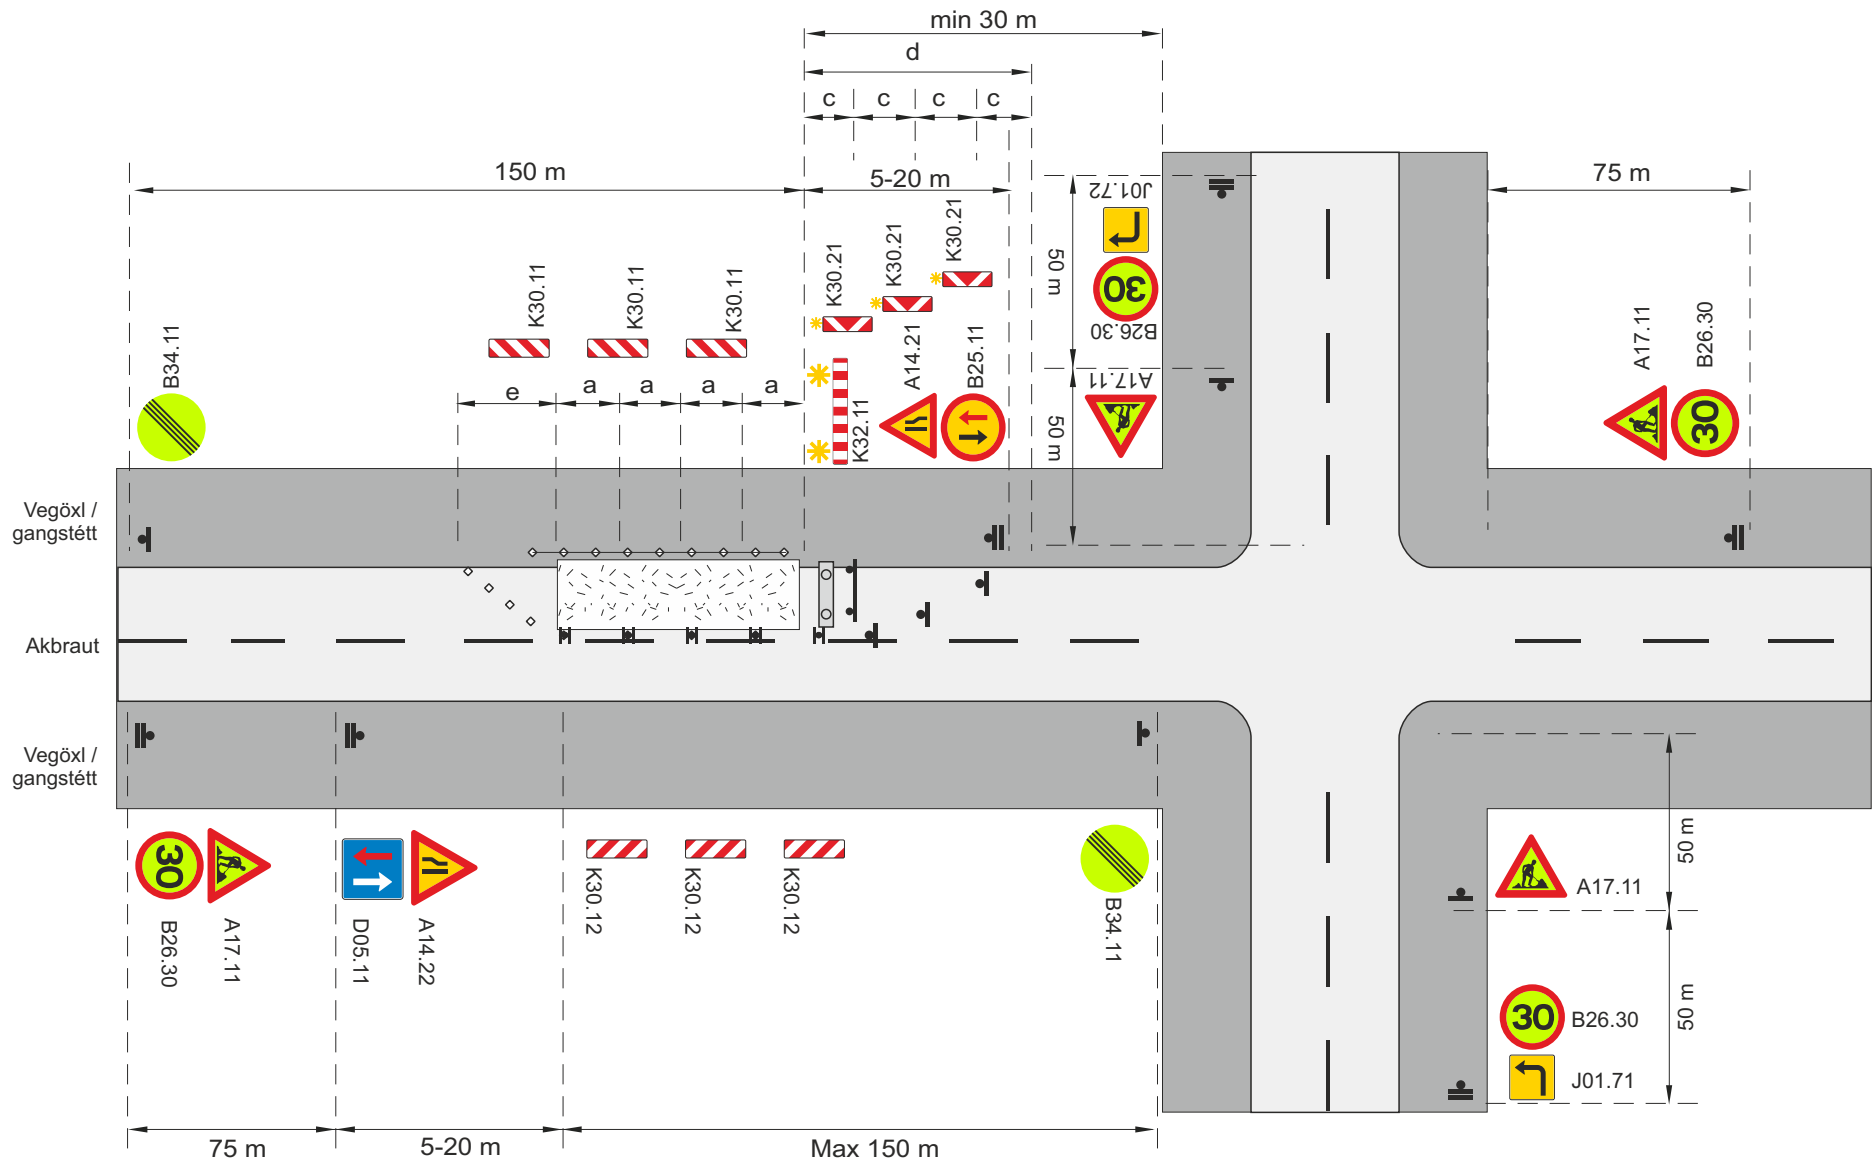 min 30 m
d
c
c
c
c
150 m
5-20 m
75 m
K30.11
K30.11
K30.11
K30.21
K30.21
K30.21
J01.72
30
B26.30
50 m
A17.11
50 m
B34.11
e
a
a
a
a
K32.11
A14.21
B25.11
A17.11
B26.30
30
Vegöxl /
gangstétt
Akbraut
Vegöxl /
gangstétt
30
B26.30
A17.11
D05.11
A14.22
K30.12
K30.12
K30.12
B34.11
A17.11
50 m
30
B26.30
50 m
J01.71
75 m
5-20 m
Max 150 m